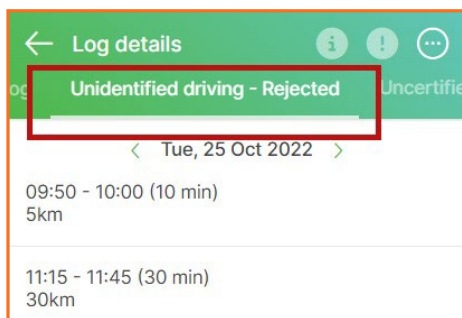 Log details
Unidentified driving - Rejected
Tue, 25 Oct 2022
09:50 - 10:00 (10 min)
5km
11:15 - 11:45 (30 min)
30km